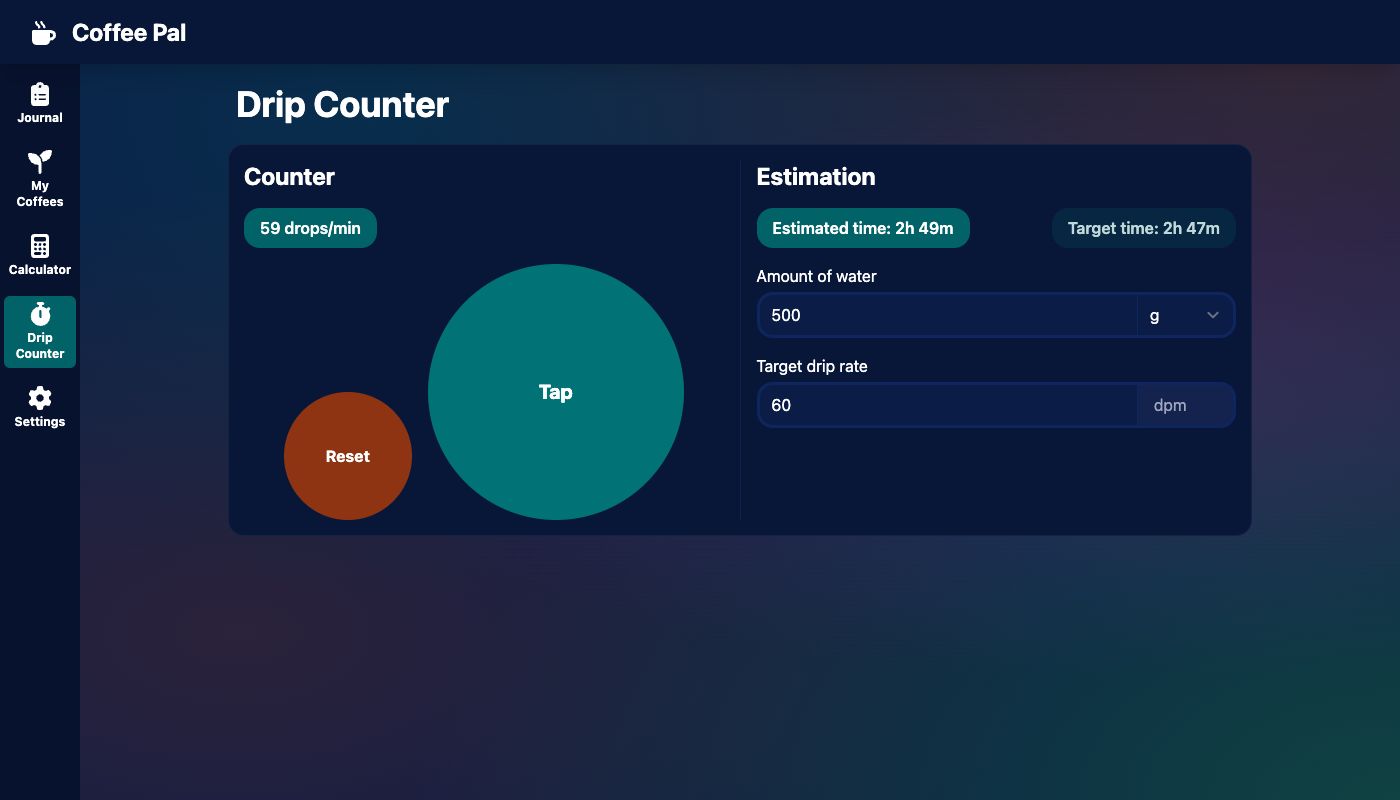 Coffee Pal
Journal
My
Coffees
Calculator
Drip
Counter
Settings
Drip Counter
Counter
59 drops/min
Reset
Tap
Estimation
Estimated time: 2h 49m
Target time: 2h 47m
Amount of water
500
g
Target drip rate
60
dpm